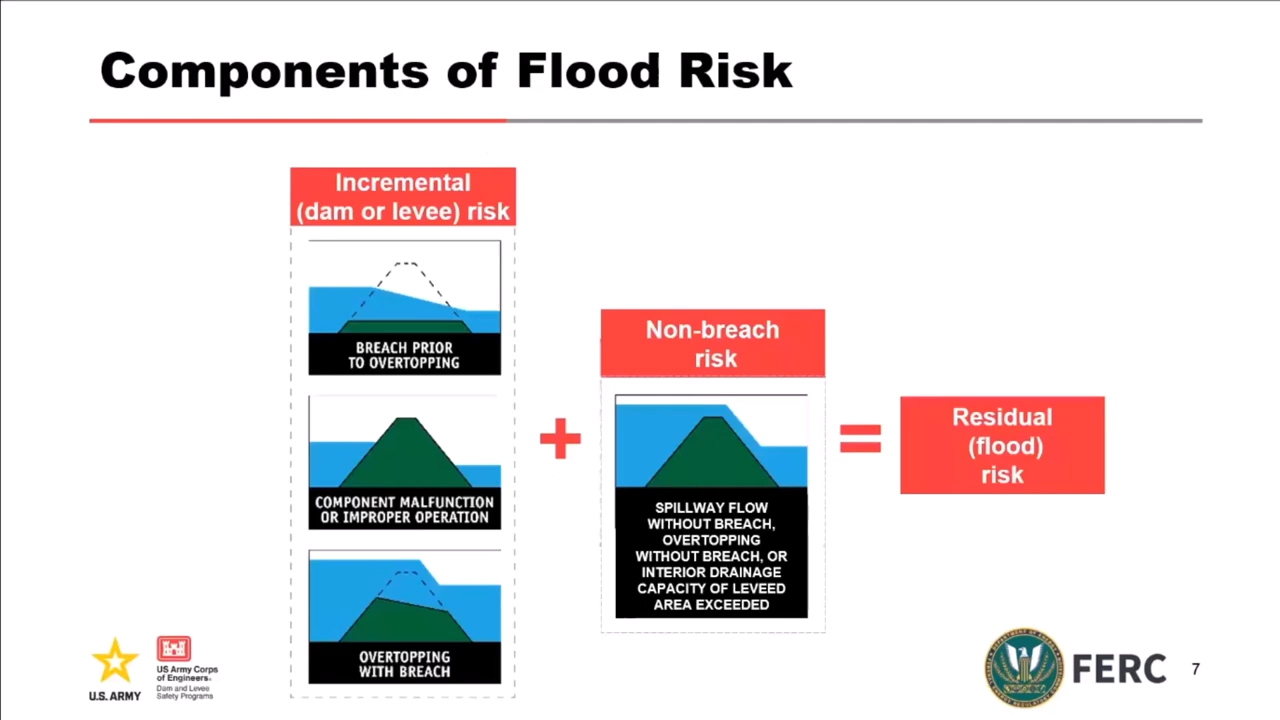 Components of Flood Risk
Incremental
(dam or levee) risk
BREACH PRIOR
TO OVERTOPPING
COMPONENT MALFUNCTION
OR IMPROPER OPERATION
OVERTOPPING
WITH BREACH
+
Non-breach
risk
SPILLWAY FLOW
WITHOUT BREACH,
OVERTOPPING
WITHOUT BREACH, OR
INTERIOR DRAINAGE
CAPACITY OF LEVEED
AREA EXCEEDED
=
Residual
(flood)
risk
U.S. ARMY
US Army Corps
of Engineers®
Dam and Levee
Safety Programs
FERC
7